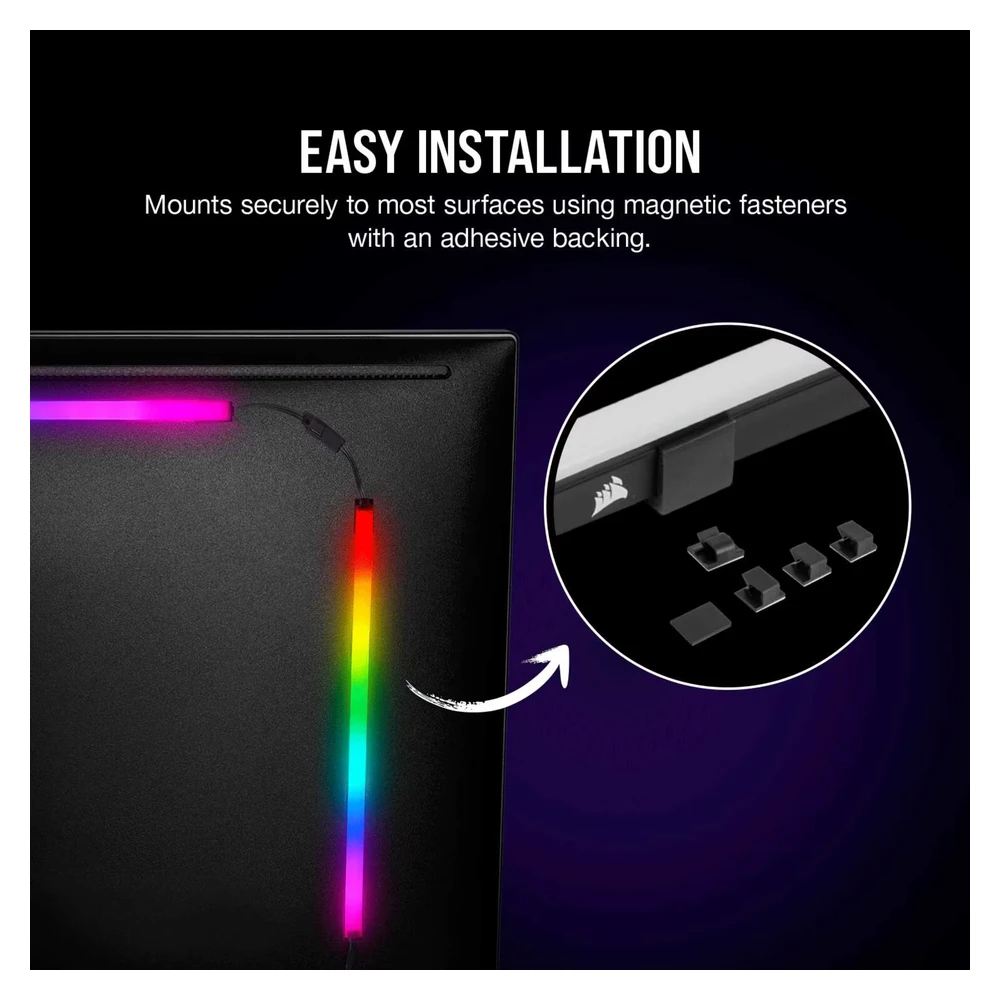 EASY INSTALLATION
Mounts securely to most surfaces using magnetic fasteners
with an adhesive backing.